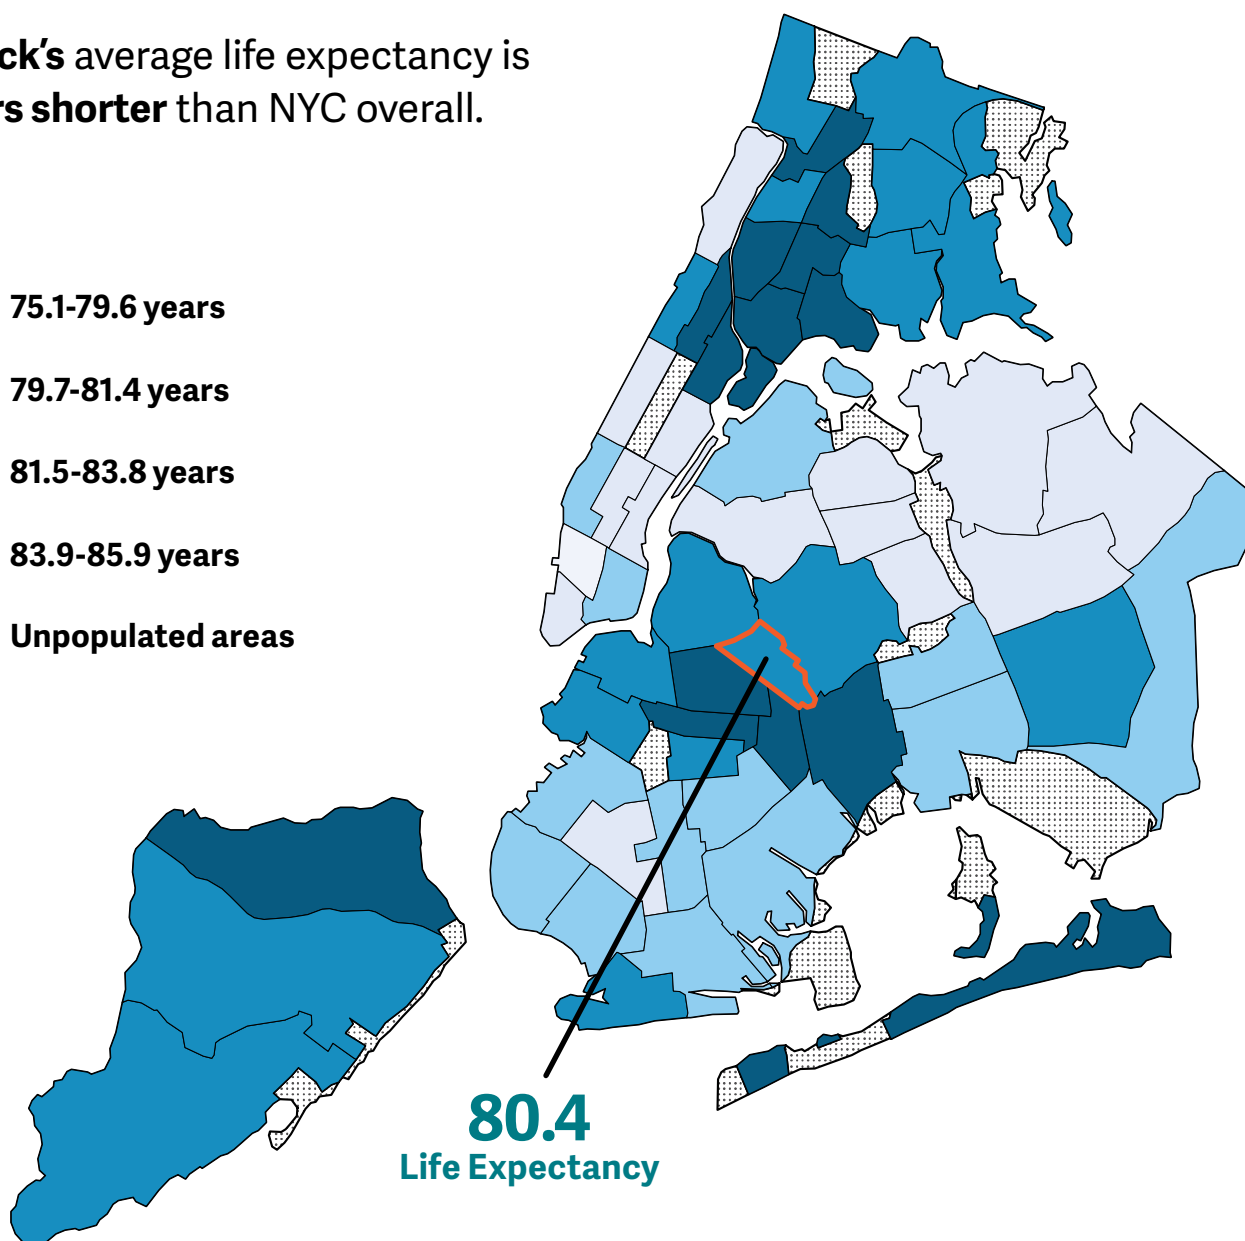 ck’s average life expectancy is
rs shorter than NYC overall.
75.1-79.6 years
79.7-81.4 years
81.5-83.8 years
83.9-85.9 years
Unpopulated areas
80.4
Life Expectancy